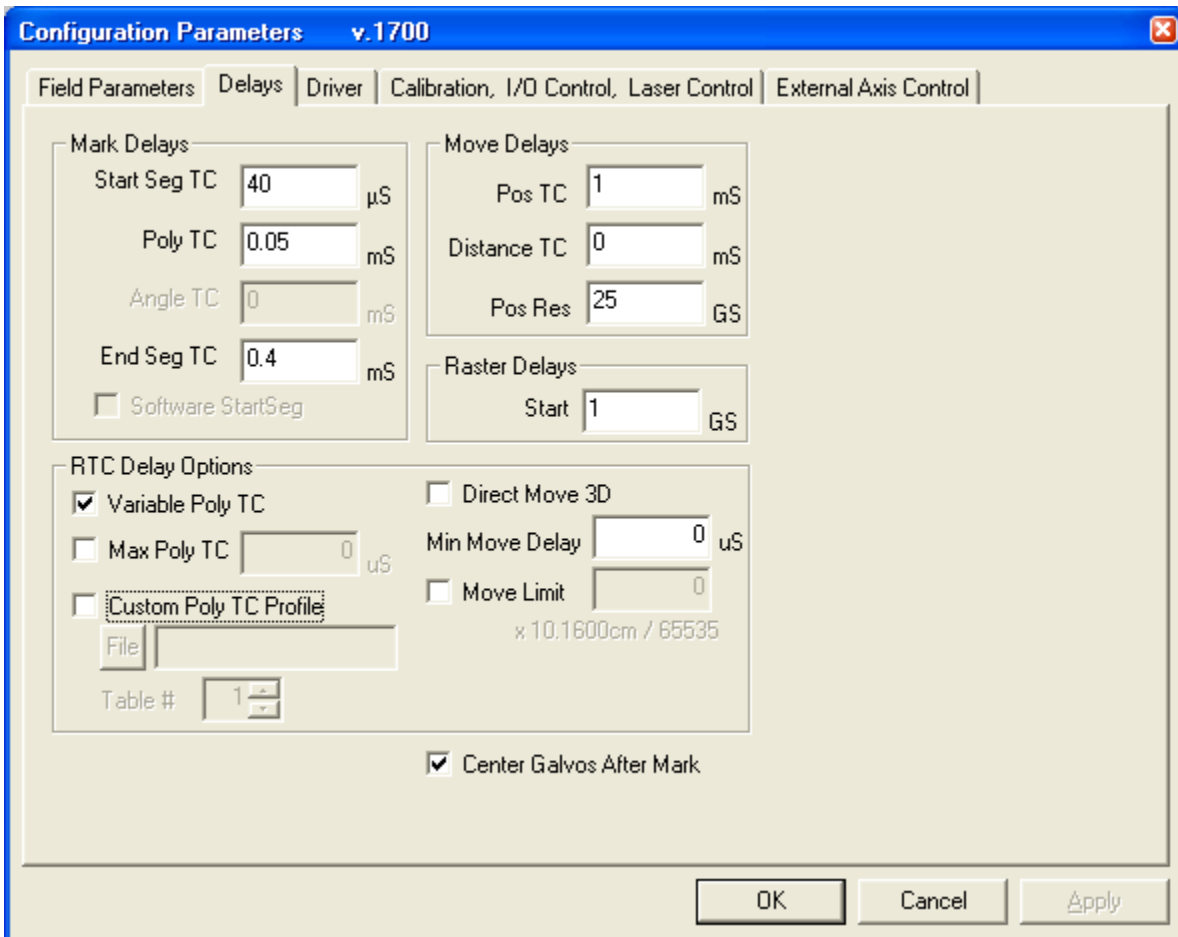 Configuration Parameters v.1700
Field Parameters Delays Driver Calibration, I/O Control, Laser Control External Axis Control
Mark Delays
Start Seg TC 40 µS
Poly TC 0.05 mS
Angle TC 0 mS
End Seg TC 0.4 mS
Software StartSeg
Move Delays
Pos TC 1 mS
Distance TC 0 mS
Pos Res 25 GS
Raster Delays
Start 1 GS
RTC Delay Options
Variable Poly TC
Max Poly TC 0 uS
Custom Poly TC Profile
File
Table # 1
Direct Move 3D
Min Move Delay 0 uS
Move Limit 0
x 10.1600cm / 65535
Center Galvos After Mark
OK Cancel Apply